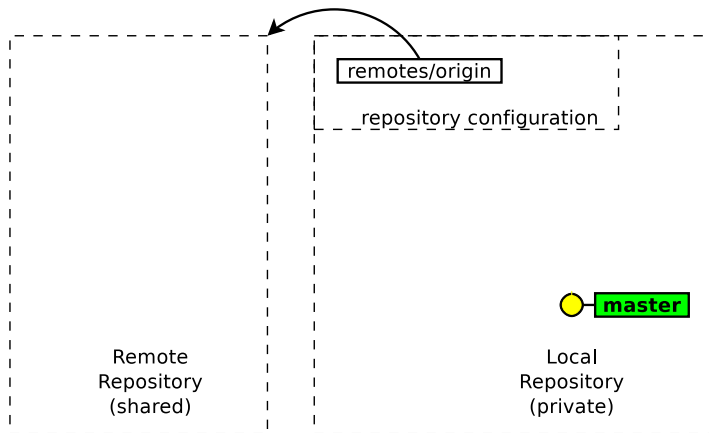 remotes/origin
repository configuration
master
Remote
Repository
(shared)
Local
Repository
(private)